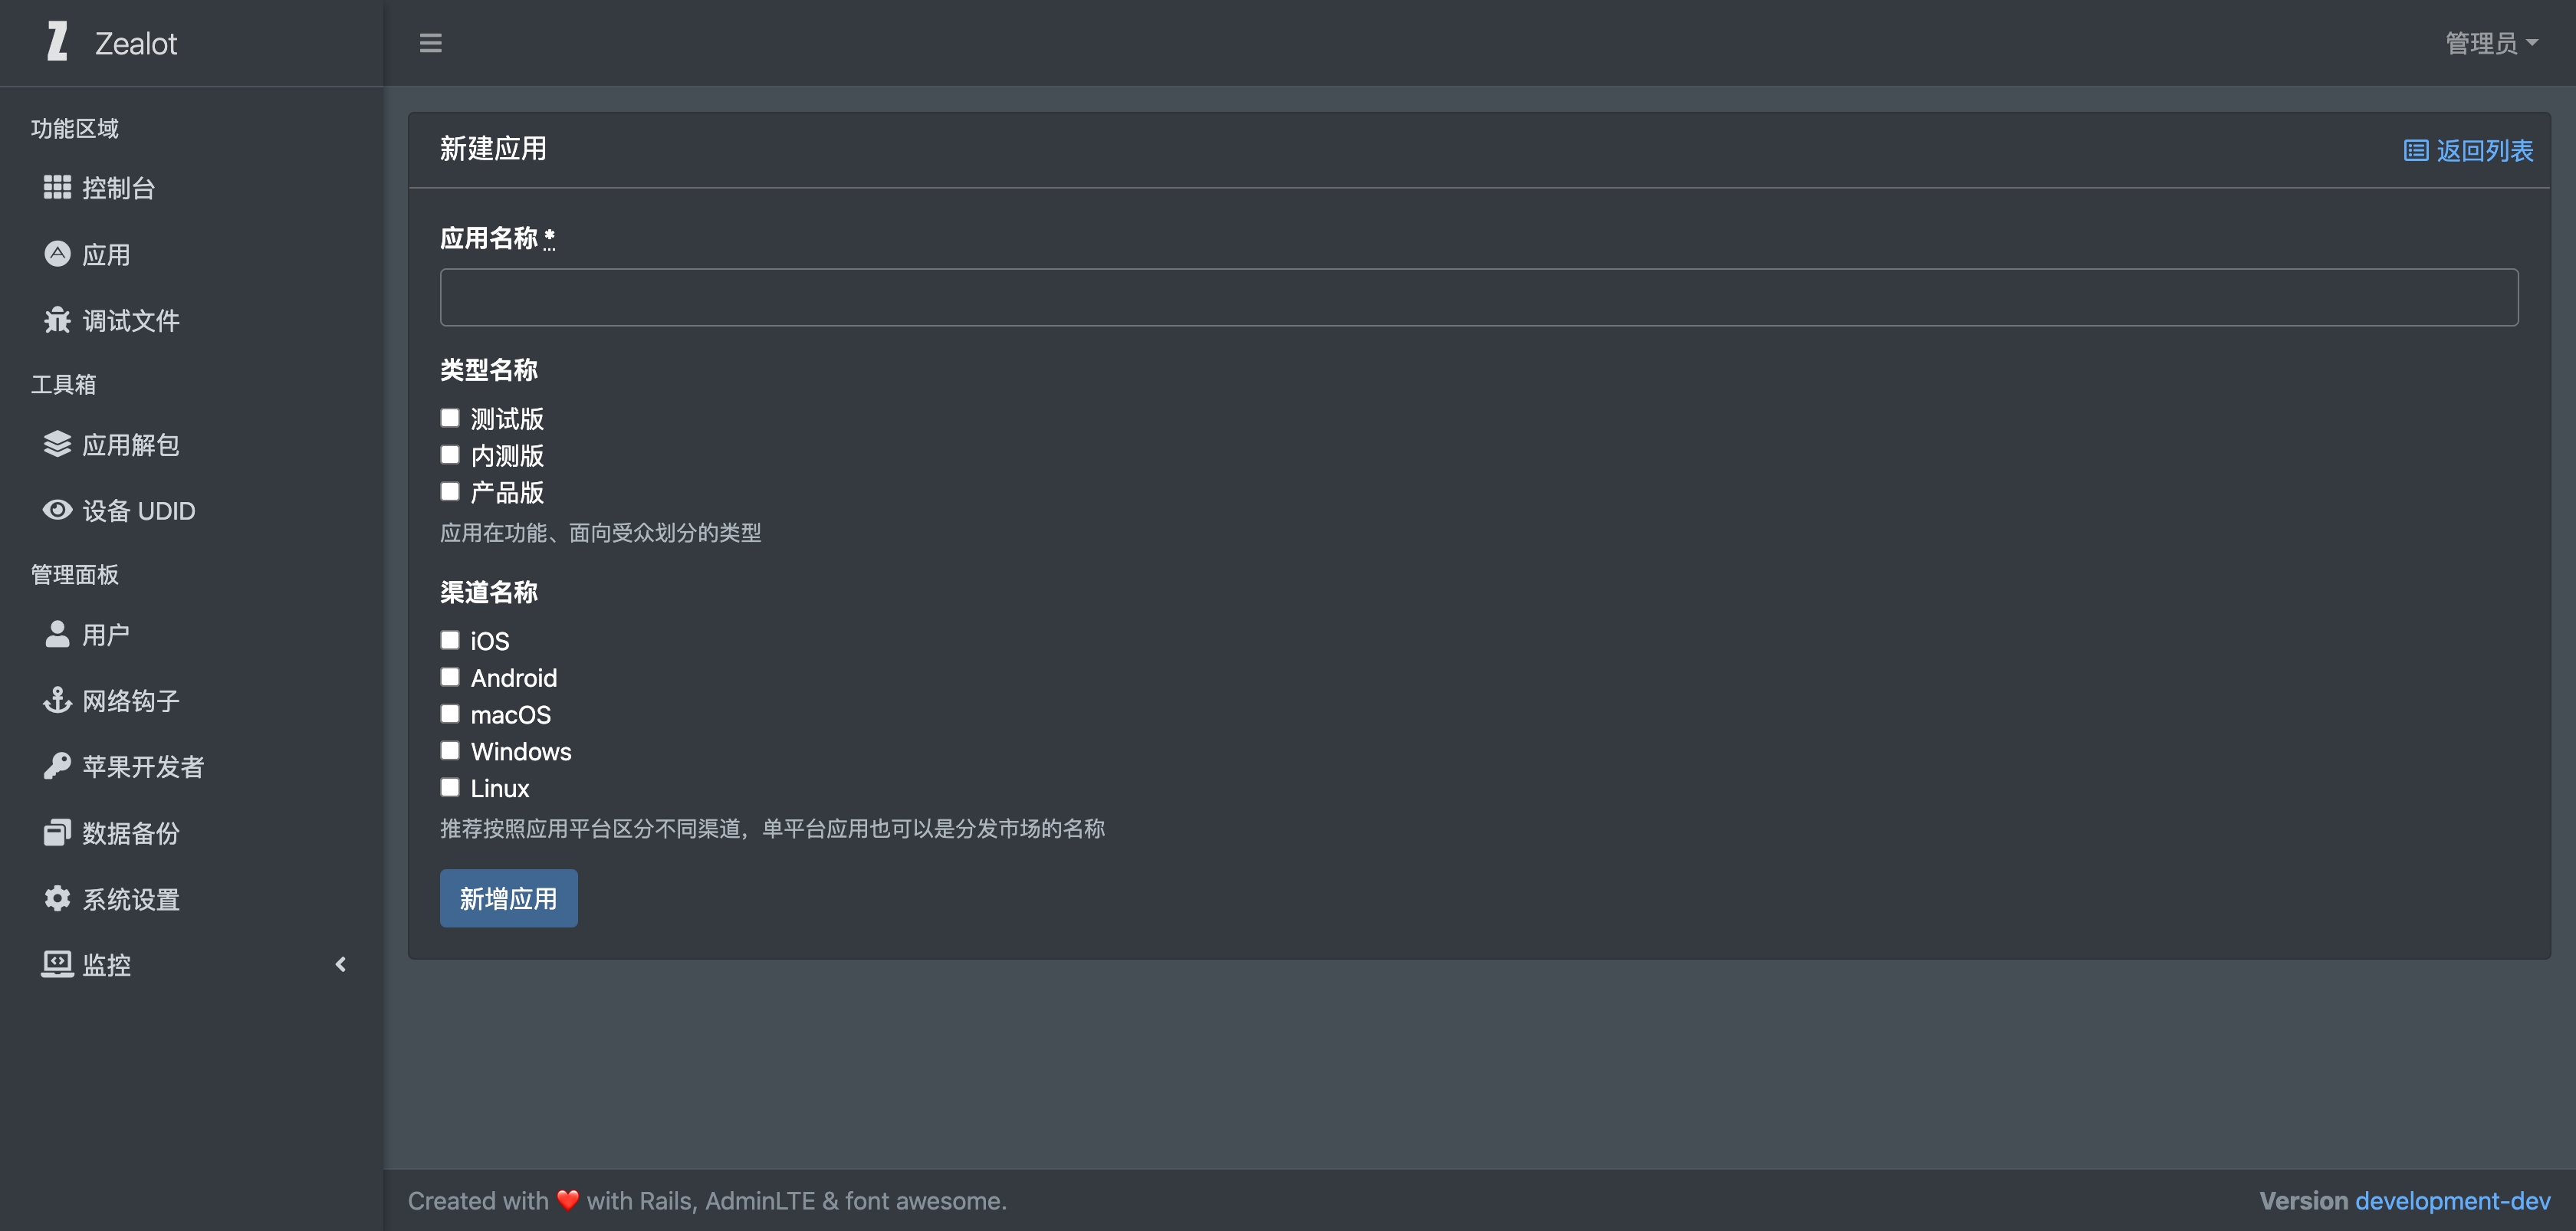 Zealot
管理员
功能区域
控制台
应用
调试文件
工具箱
应用解包
设备 UDID
管理面板
用户
网络钩子
苹果开发者
数据备份
系统设置
监控
新建应用
返回列表
应用名称 *
类型名称
测试版
内测版
产品版
应用在功能、面向受众划分的类型
渠道名称
iOS
Android
macOS
Windows
Linux
推荐按照应用平台区分不同渠道，单平台应用也可以是分发市场的名称
新增应用
Created with ❤️ with Rails, AdminLTE & font awesome.
Version development-dev